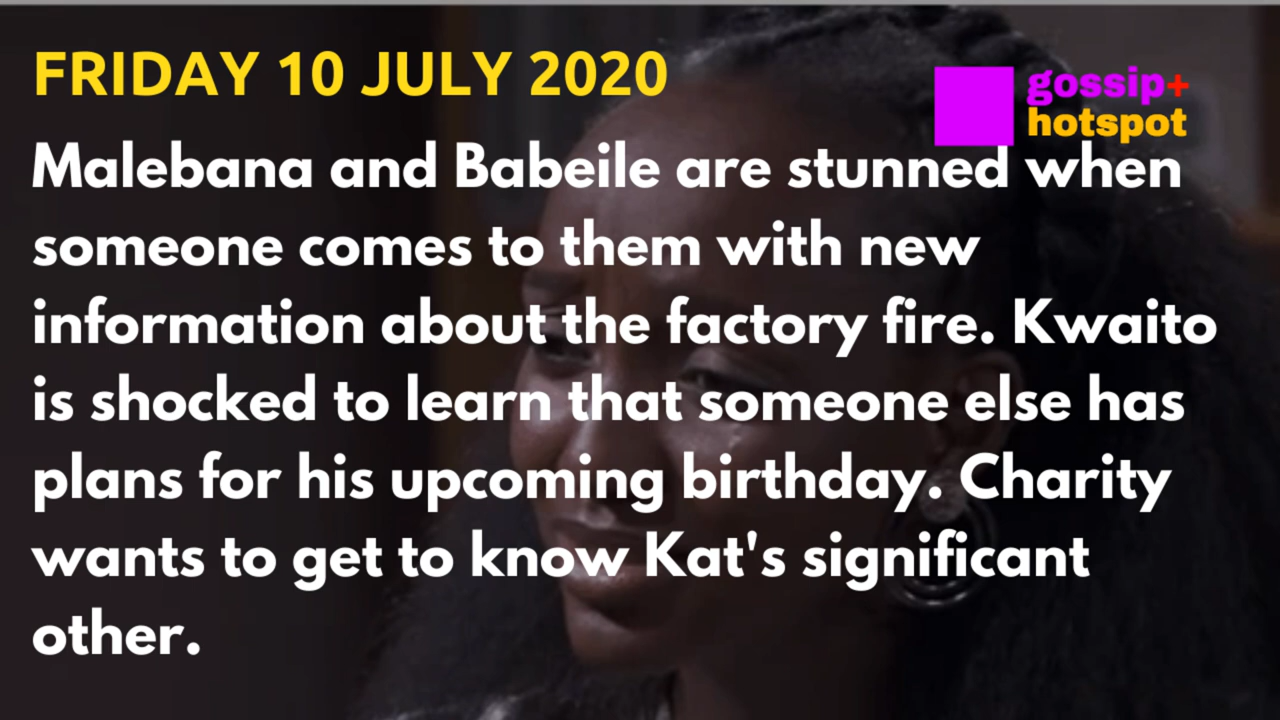 FRIDAY 10 JULY 2020
gossip+
hotspot
Malebana and Babeile are stunned when
someone comes to them with new
information about the factory fire. Kwaito
is shocked to learn that someone else has
plans for his upcoming birthday. Charity
wants to get to know Kat's significant
other.